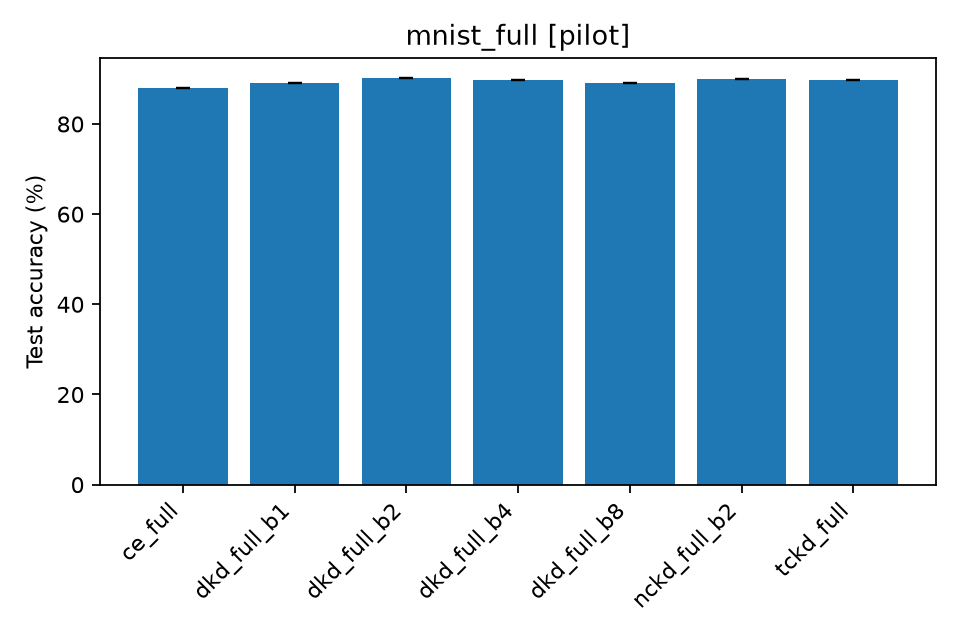 mnist_full [pilot]
Test accuracy (%)
80
60
40
20
0
ce_full
dkd_full_b1
dkd_full_b2
dkd_full_b4
dkd_full_b8
nckd_full_b2
tckd_full